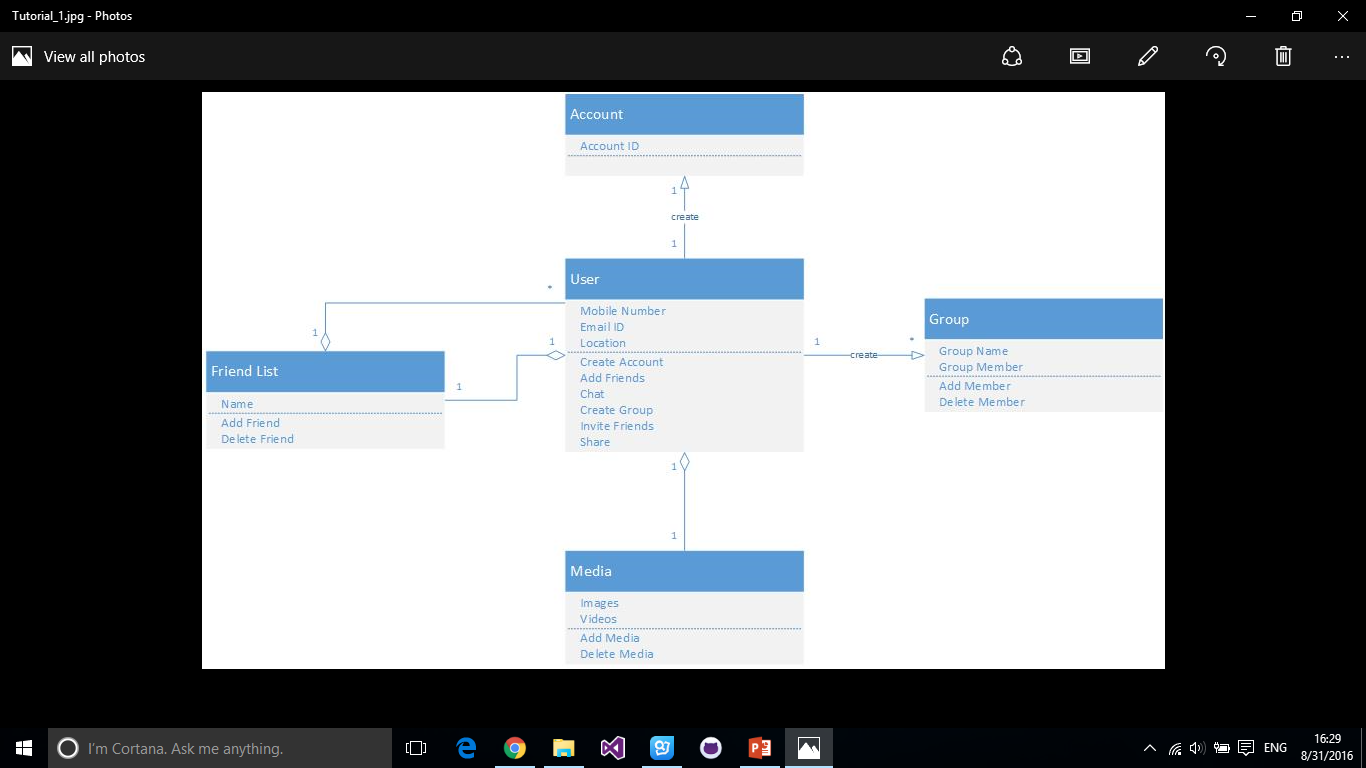 Tutorial_1.jpg - Photos
View all photos
Account
Account ID
1
create
1
User
Mobile Number
Email ID
Location
Create Account
Add Friends
Chat
Create Group
Invite Friends
Share
*
1
1
1
Friend List
Name
Add Friend
Delete Friend
1
create
*
Group
Group Name
Group Member
Add Member
Delete Member
1
1
Media
Images
Videos
Add Media
Delete Media
I'm Cortana. Ask me anything.
ENG
16:29
8/31/2016